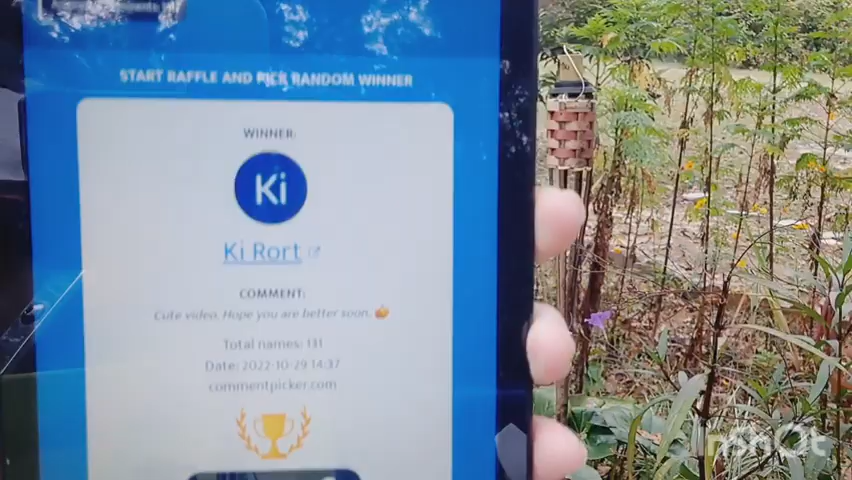 START RAFFLE AND PICK RANDOM WINNER
WINNER:
Ki
Ki Rort
COMMENT:
Cute video. Hope you are better soon. 🎃
Total names: 131
Date: 2022-10-29 14:37
commentpicker.com
InShOt